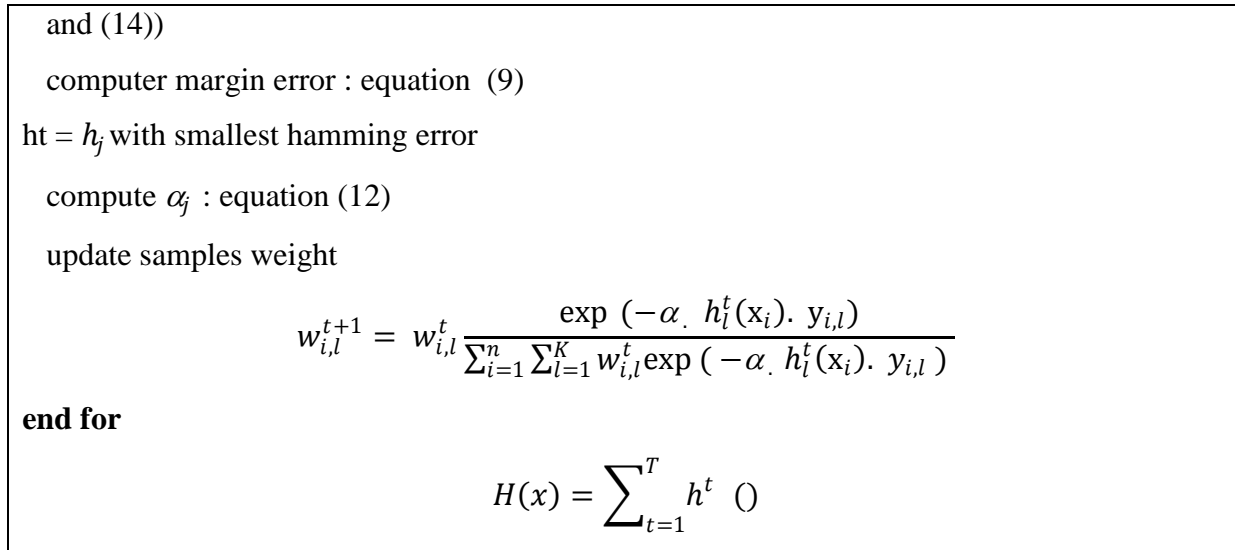 and (14))
computer margin error : equation (9)
ht = h_j with smallest hamming error
compute α_j : equation (12)
update samples weight
w_{i,l}^{t+1} = w_{i,l}^t \frac{exp (−α . h_l^t(x_i). y_{i,l})}{∑_{i=1}^n ∑_{l=1}^K w_{i,l}^t exp ( −α . h_l^t(x_i). y_{i,l} )}
end for
H(x) = ∑_{t=1}^T h^t ()